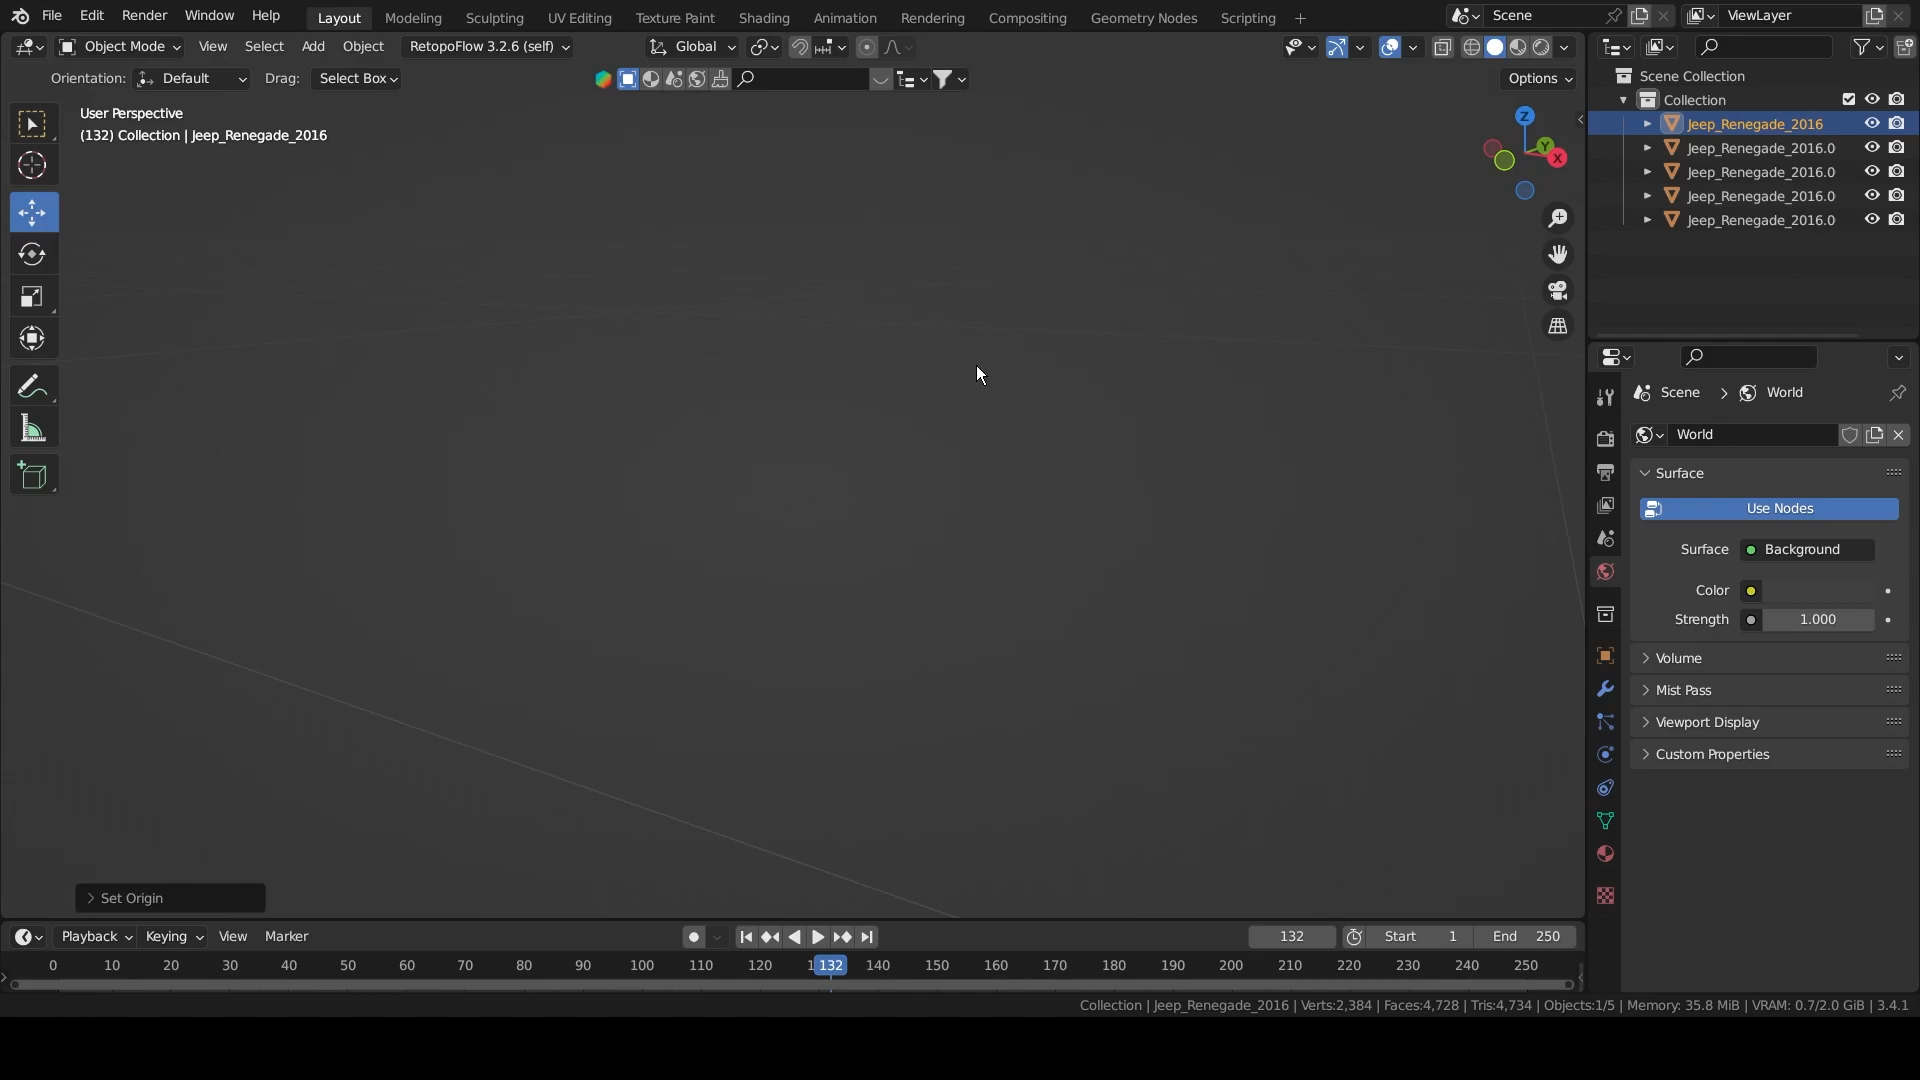 File Edit Render Window Help Layout Modeling Sculpting UV Editing Texture Paint Shading Animation Rendering Compositing Geometry Nodes Scripting + Scene ViewLayer
Object Mode View Select Add Object RetopoFlow 3.2.6 (self) Global
Orientation: Default Drag: Select Box Options
User Perspective
(132) Collection | Jeep_Renegade_2016
Z
Y
X
Set Origin
Scene Collection
Collection
Jeep_Renegade_2016
Jeep_Renegade_2016.0
Jeep_Renegade_2016.0
Jeep_Renegade_2016.0
Jeep_Renegade_2016.0
Scene > World
World
Surface
Use Nodes
Surface Background
Color
Strength 1.000
Volume
Mist Pass
Viewport Display
Custom Properties
Playback Keying View Marker 132 Start 1 End 250
0 10 20 30 40 50 60 70 80 90 100 110 120 132 140 150 160 170 180 190 200 210 220 230 240 250
Collection | Jeep_Renegade_2016 | Verts:2,384 | Faces:4,728 | Tris:4,734 | Objects:1/5 | Memory: 35.8 MiB | VRAM: 0.7/2.0 GiB | 3.4.1